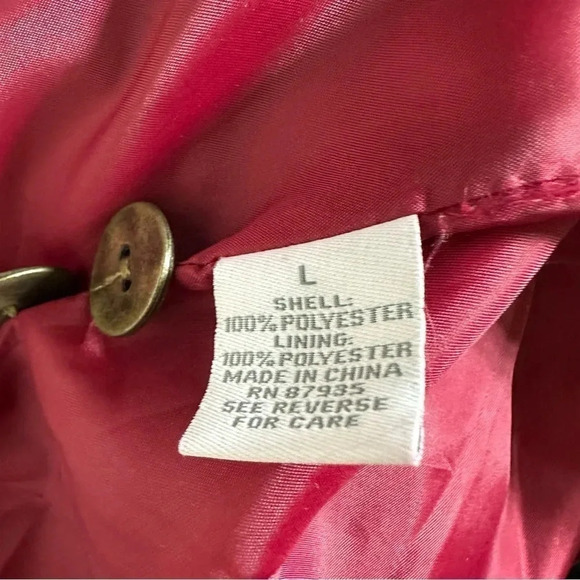 L
SHELL:
100% POLYESTER
LINING:
100% POLYESTER
MADE IN CHINA
RN 87935
SEE REVERSE
FOR CARE